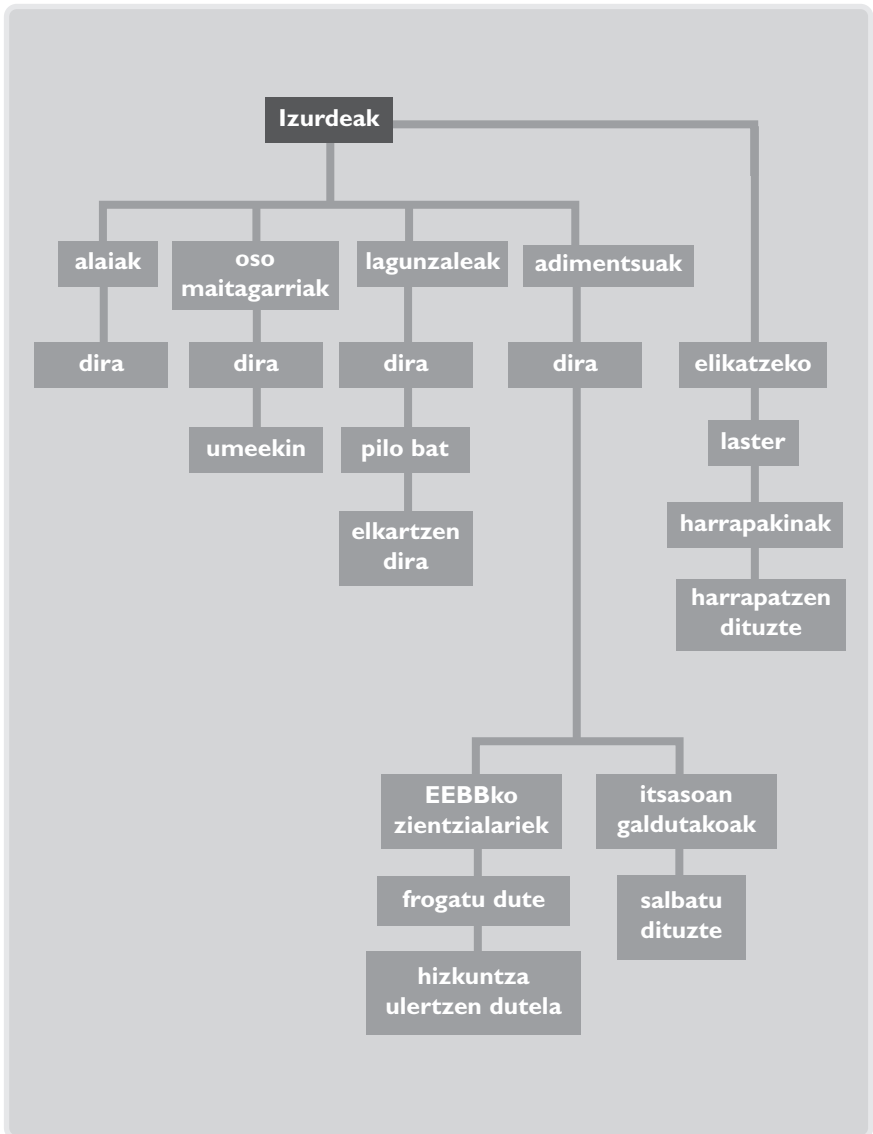 Izurdeak
alaiak
oso
maitagarriak
lagunzaleak
adimentsuak
dira
dira
dira
dira
elikatzeko
umeekin
pilo bat
laster
elkartzen
dira
harrapakinak
harrapatzen
dituzte
EEBBko
zientzialariek
itsasoan
galdutakoak
frogatu dute
salbatu
dituzte
hizkuntza
ulertzen dutela